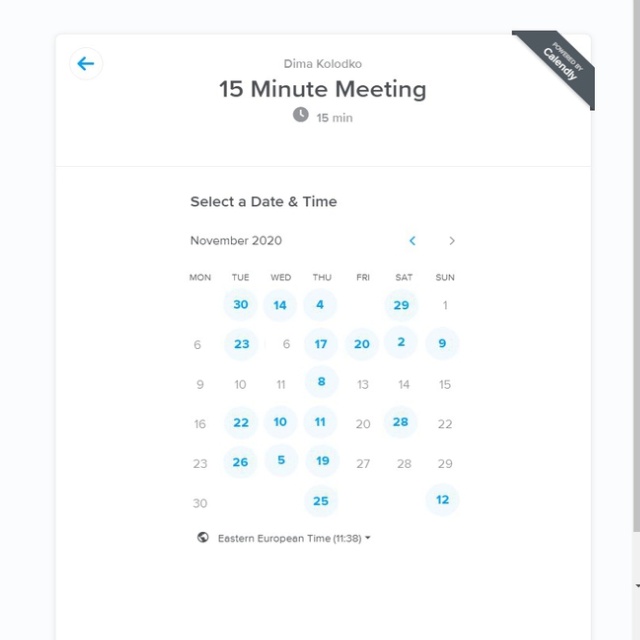 POWERED BY
Calendly
Dima Kolodko
15 Minute Meeting
15 min
Select a Date & Time
November 2020
MON TUE WED THU FRI SAT SUN
30 14 4 29 1
6 23 6 17 20 2 9
9 10 11 8 13 14 15
16 22 10 11 20 28 22
23 26 5 19 27 28 29
30 25 12
Eastern European Time (11:38)